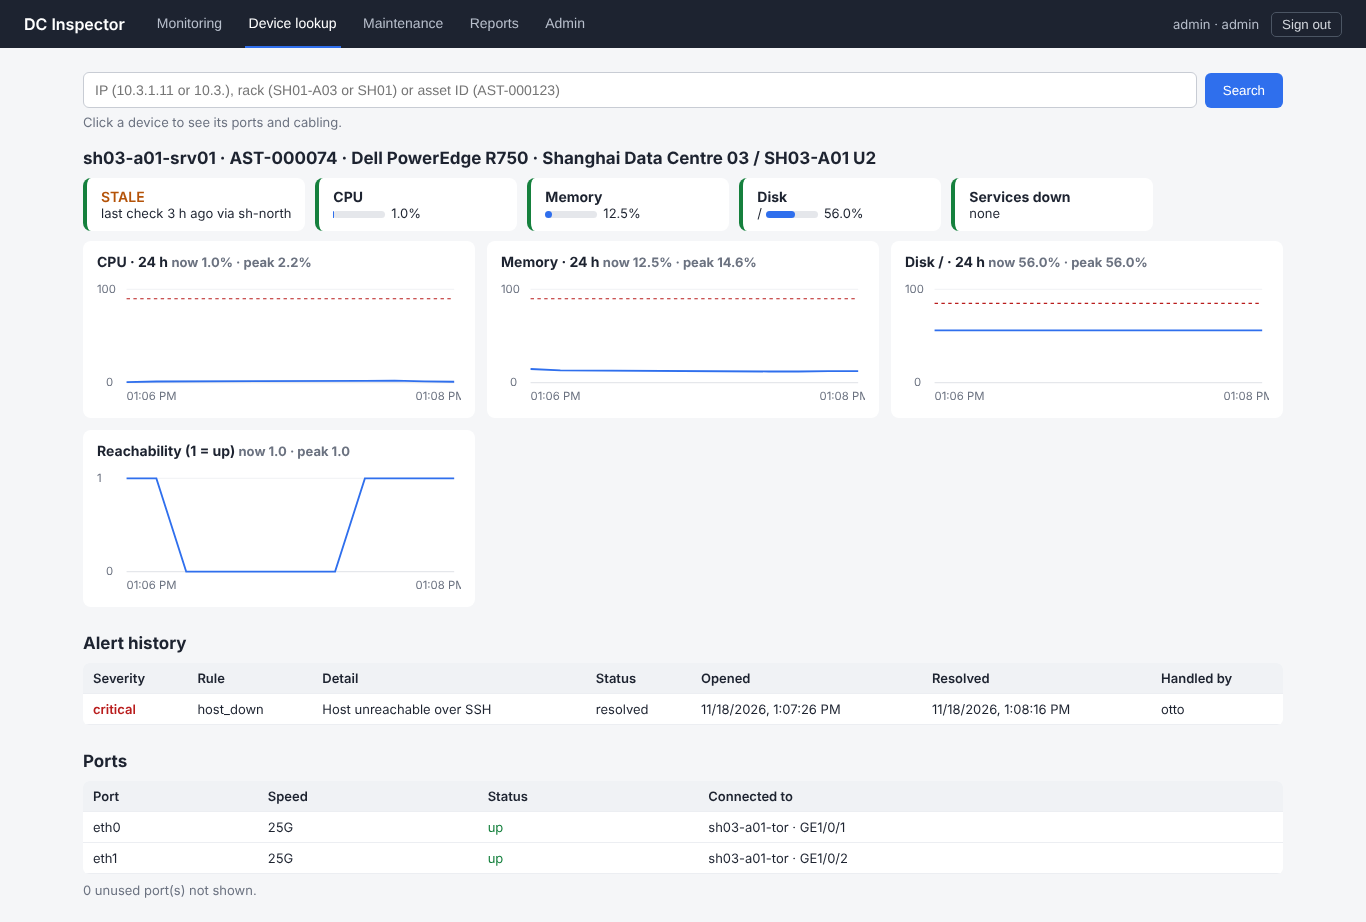 DC Inspector Monitoring Device lookup Maintenance Reports Admin admin · admin Sign out
IP (10.3.1.11 or 10.3.), rack (SH01-A03 or SH01) or asset ID (AST-000123) Search
Click a device to see its ports and cabling.
sh03-a01-srv01 · AST-000074 · Dell PowerEdge R750 · Shanghai Data Centre 03 / SH03-A01 U2
STALE
last check 3 h ago via sh-north
CPU
1.0%
Memory
12.5%
Disk
/ 56.0%
Services down
none
CPU · 24 h now 1.0% · peak 2.2%
100
0
01:06 PM 01:08 PM
Memory · 24 h now 12.5% · peak 14.6%
100
0
01:06 PM 01:08 PM
Disk / · 24 h now 56.0% · peak 56.0%
100
0
01:06 PM 01:08 PM
Reachability (1 = up) now 1.0 · peak 1.0
1
0
01:06 PM 01:08 PM
Alert history
Severity Rule Detail Status Opened Resolved Handled by
critical host_down Host unreachable over SSH resolved 11/18/2026, 1:07:26 PM 11/18/2026, 1:08:16 PM otto
Ports
Port Speed Status Connected to
eth0 25G up sh03-a01-tor · GE1/0/1
eth1 25G up sh03-a01-tor · GE1/0/2
0 unused port(s) not shown.